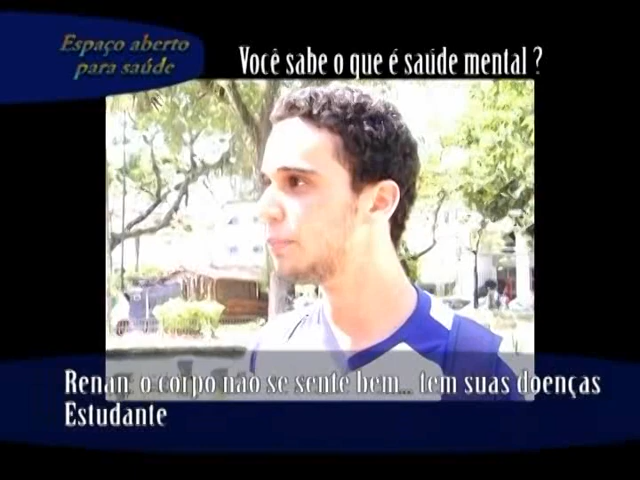 Espaço aberto
para saúde
Você sabe o que é saúde mental ?
Renan: o corpo não se sente bem... tem suas doenças
Estudante